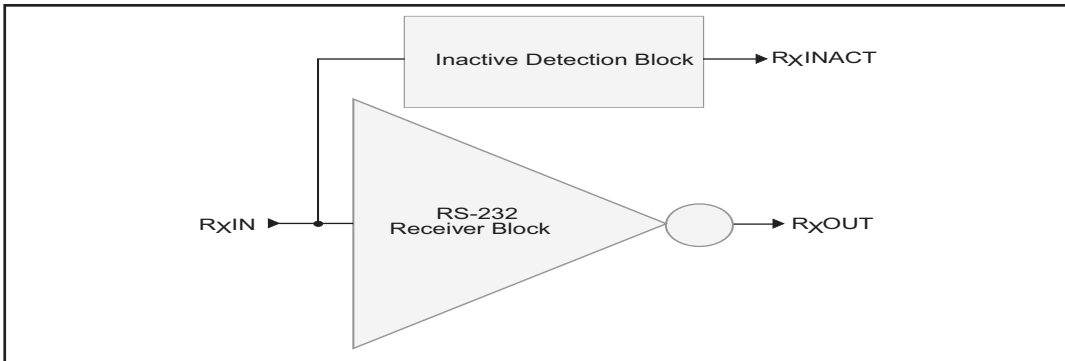 Inactive Detection Block
RXINACT
RXIN
RS-232
Receiver Block
RXOUT